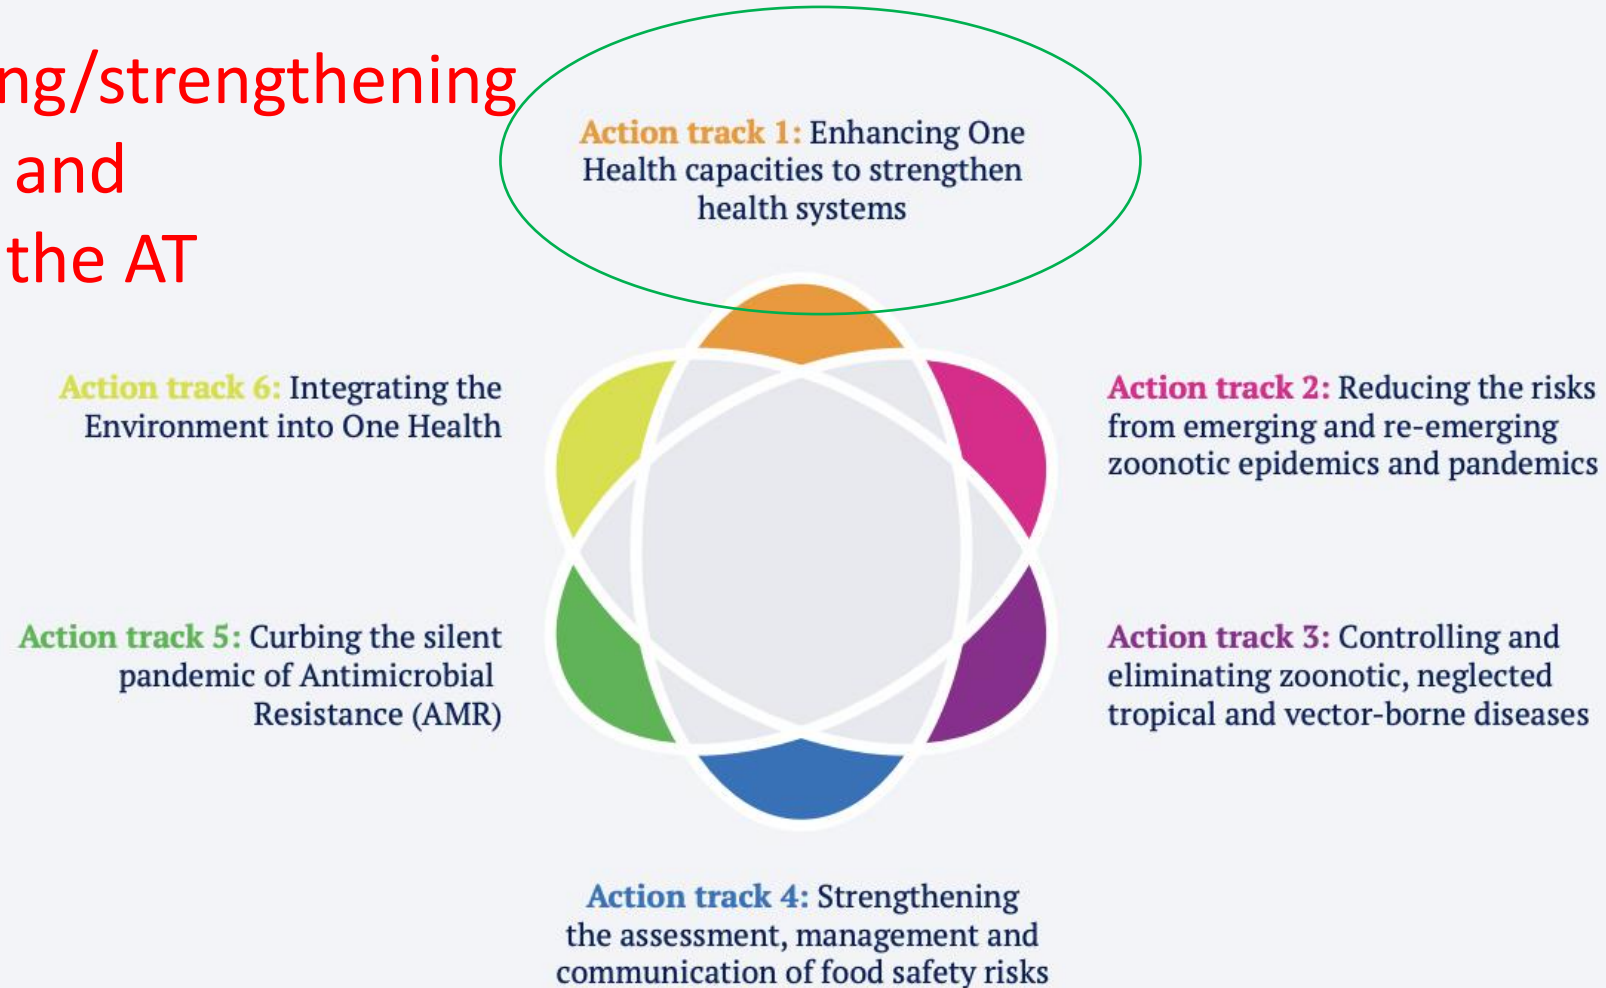 ng/strengthening
and
the AT
Action track 1: Enhancing One
Health capacities to strengthen
health systems
Action track 6: Integrating the
Environment into One Health
Action track 2: Reducing the risks
from emerging and re-emerging
zoonotic epidemics and pandemics
Action track 5: Curbing the silent
pandemic of Antimicrobial
Resistance (AMR)
Action track 3: Controlling and
eliminating zoonotic, neglected
tropical and vector-borne diseases
Action track 4: Strengthening
the assessment, management and
communication of food safety risks